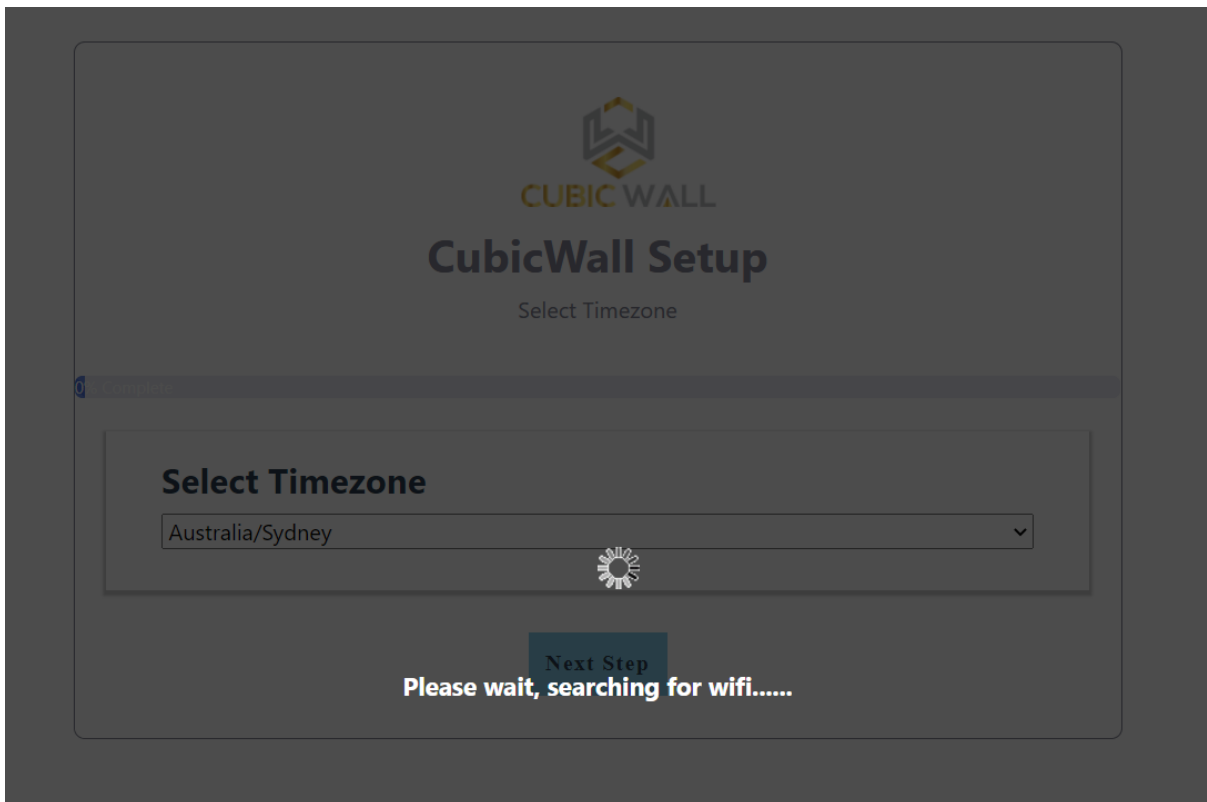 CUBIC WALL
CubicWall Setup
Select Timezone
0% Complete
Select Timezone
Australia/Sydney
Next Step
Please wait, searching for wifi......